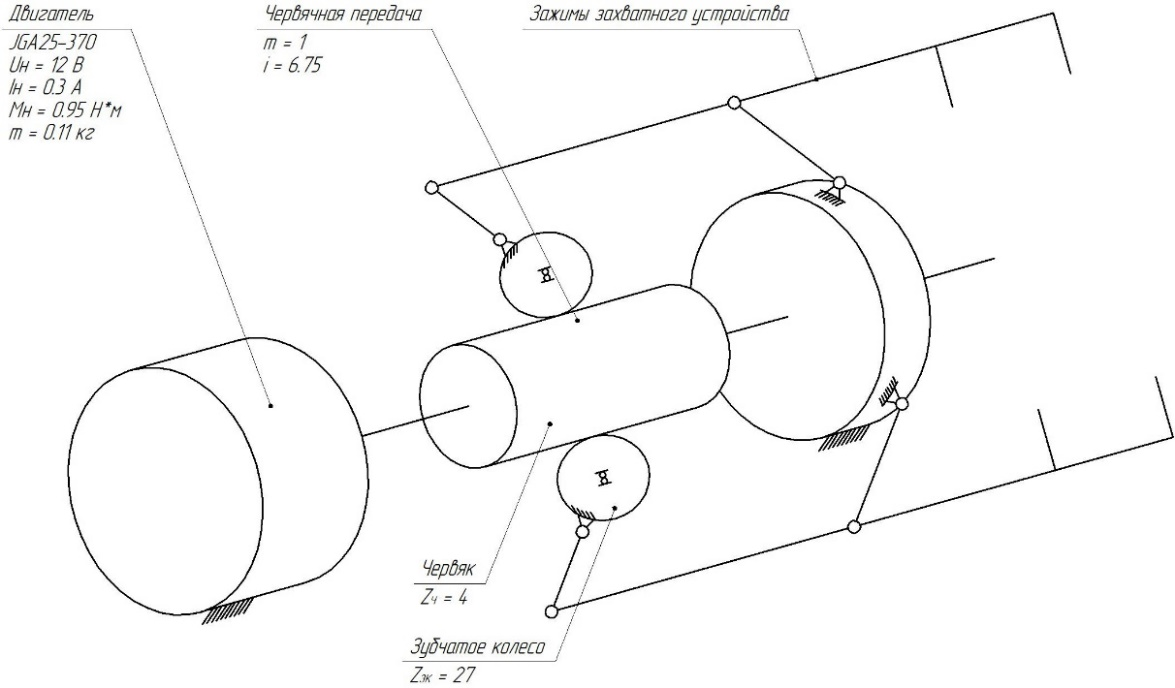 Двигатель
JGA25-370
Uн = 12 В
Iн = 0.3 А
Mн = 0.95 Н*м
m = 0.11 кг
Червячная передача
m = 1
i = 6.75
Зажимы захватного устройства
Червяк
Zч = 4
Зубчатое колесо
Zзк = 27